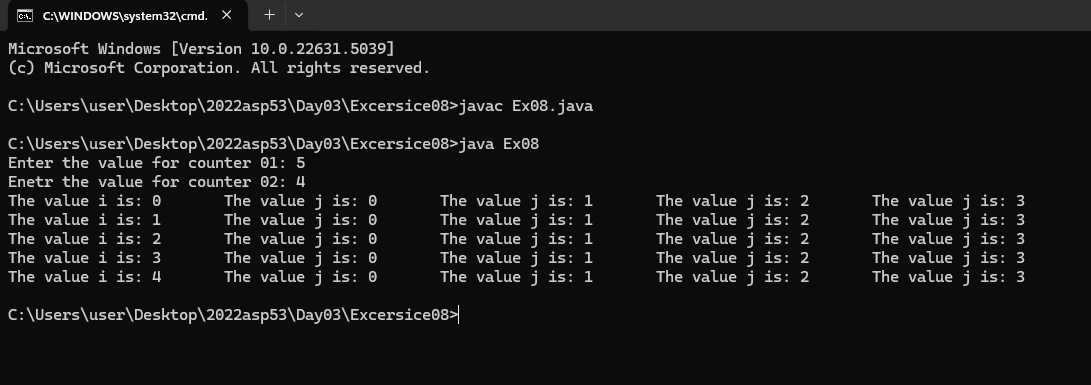 C:\WINDOWS\system32\cmd.
Microsoft Windows [Version 10.0.22631.5039]
(c) Microsoft Corporation. All rights reserved.
C:\Users\user\Desktop\2022asp53\Day03\Excersice08>javac Ex08.java
C:\Users\user\Desktop\2022asp53\Day03\Excersice08>java Ex08
Enter the value for counter 01: 5
Enetr the value for counter 02: 4
The value i is: 0 The value j is: 0 The value j is: 1 The value j is: 2 The value j is: 3
The value i is: 1 The value j is: 0 The value j is: 1 The value j is: 2 The value j is: 3
The value i is: 2 The value j is: 0 The value j is: 1 The value j is: 2 The value j is: 3
The value i is: 3 The value j is: 0 The value j is: 1 The value j is: 2 The value j is: 3
The value i is: 4 The value j is: 0 The value j is: 1 The value j is: 2 The value j is: 3
C:\Users\user\Desktop\2022asp53\Day03\Excersice08>